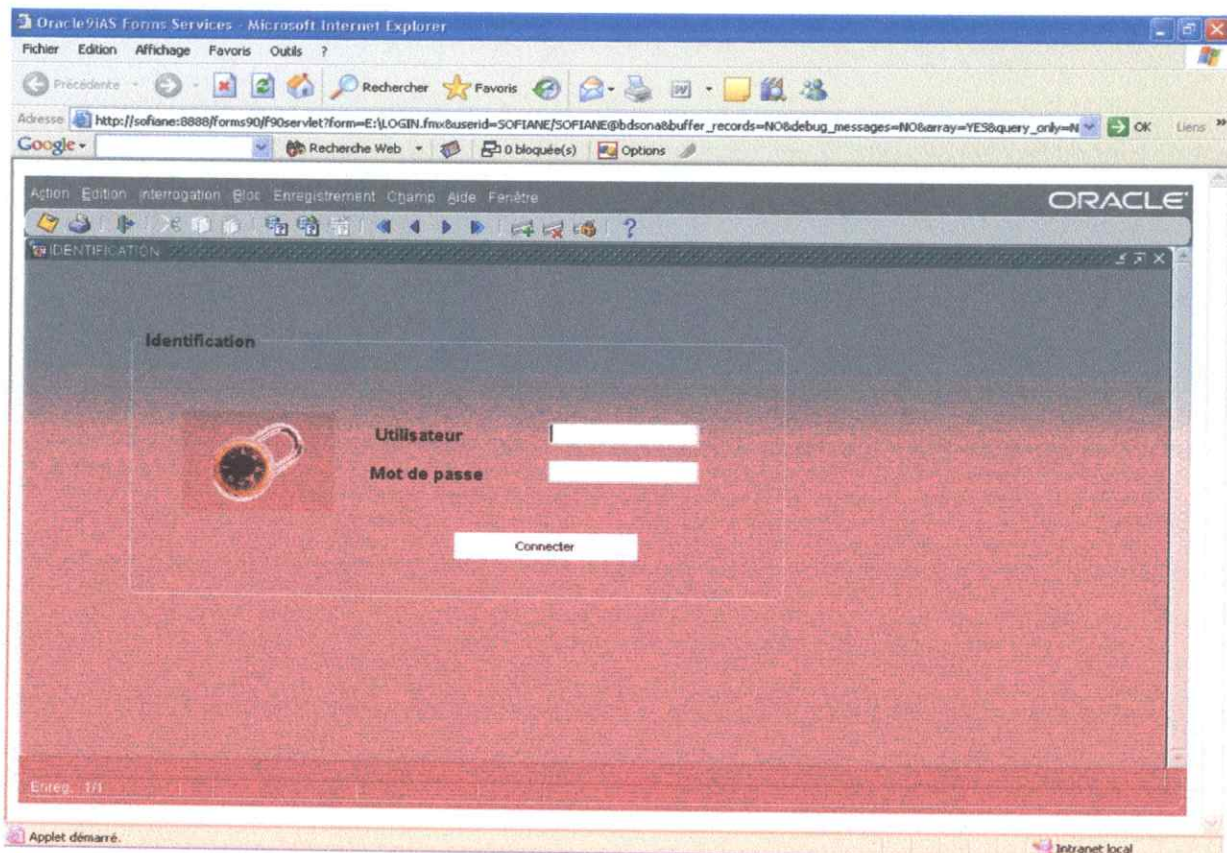 Oracle9iAS Forms Services - Microsoft Internet Explorer
Fichier Edition Affichage Favoris Outils ?
Précédente Rechercher Favoris
Adresse http://sofiane:8888/forms90/f90servlet?form=E:\LOGIN.fmx&userid=SOFIANE/SOFIANE@bdsona&buffer_records=NO&debug_messages=NO&array=YES&query_only=N OK Liens »
Google Recherche Web 0 bloquée(s) Options
Action Edition Interrogation Bloc Enregistrement Champ Aide Fenêtre ORACLE
IDENTIFICATION
Identification
Utilisateur
Mot de passe
Connecter
Enreg. 1/1
Applet démarré. Intranet local